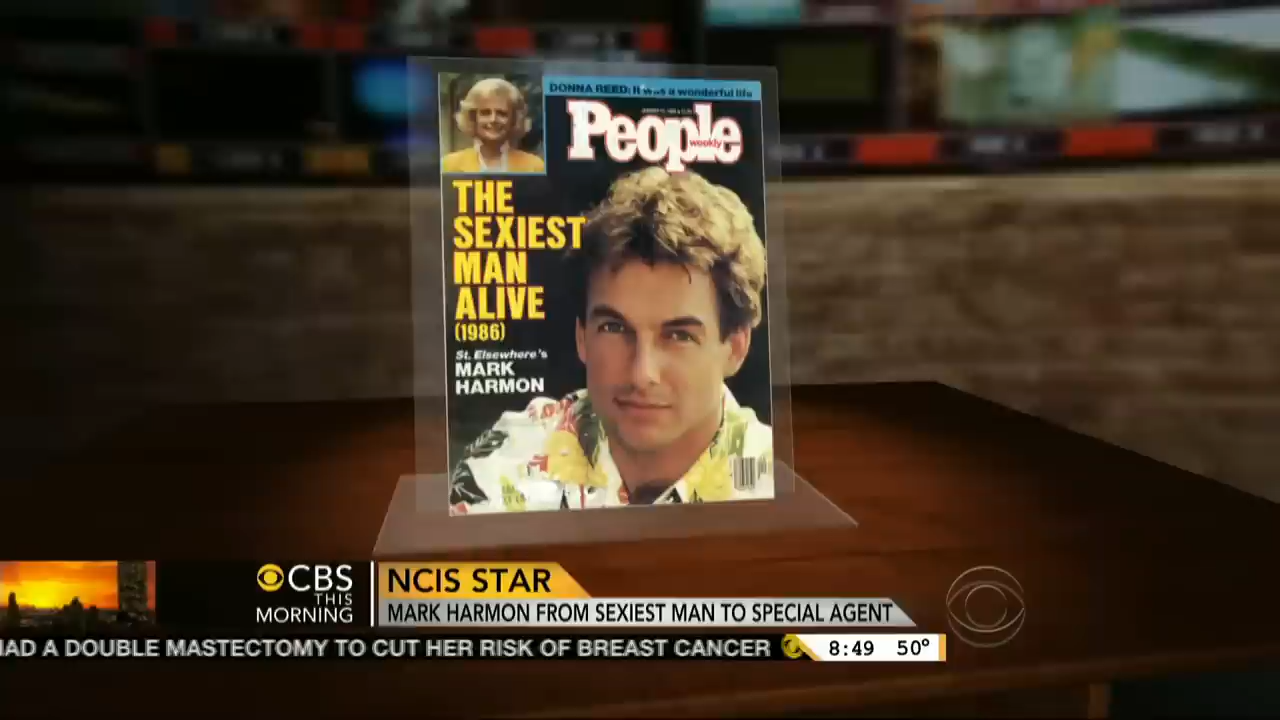 DONNA REED: It was a wonderful life
People
weekly
THE
SEXIEST
MAN
ALIVE
(1986)
St. Elsewhere's
MARK
HARMON
CBS
THIS
MORNING
NCIS STAR
MARK HARMON FROM SEXIEST MAN TO SPECIAL AGENT
HAD A DOUBLE MASTECTOMY TO CUT HER RISK OF BREAST CANCER
8:49 50°